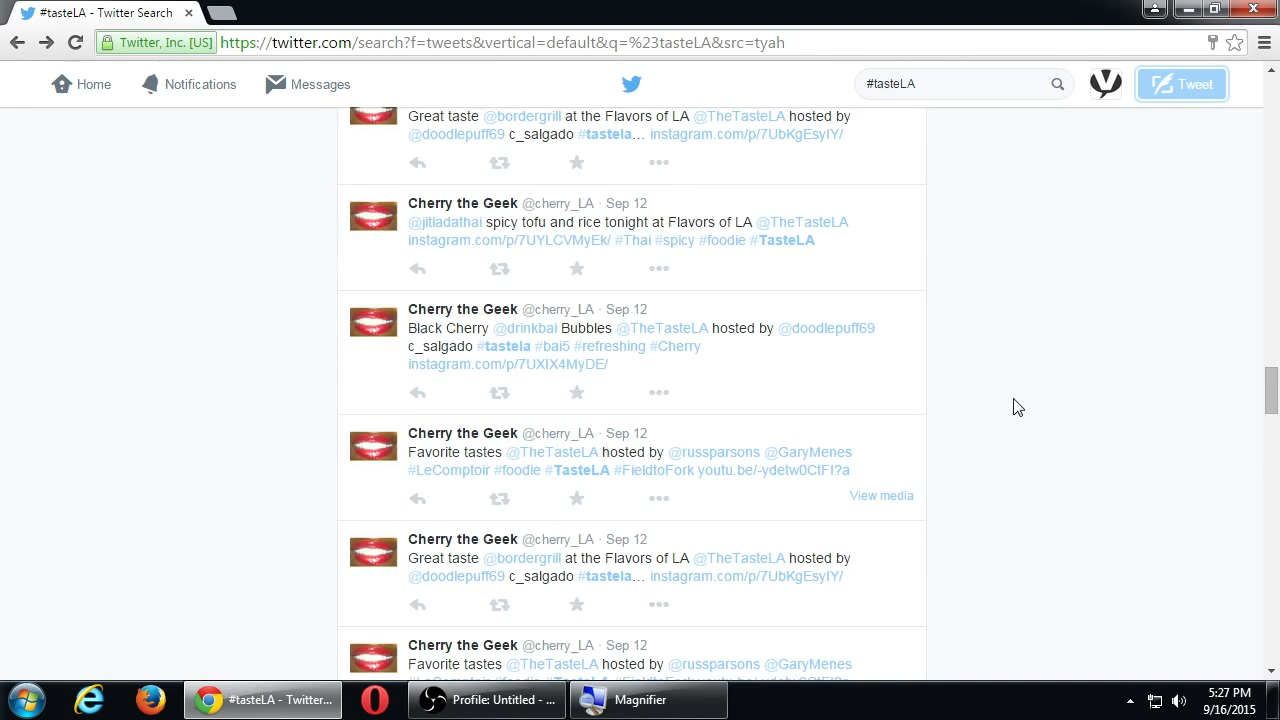 #tasteLA - Twitter Search
Twitter, Inc. [US] https://twitter.com/search?f=tweets&vertical=default&q=%23tasteLA&src=tyah
Home Notifications Messages #tasteLA Tweet
Great taste @bordergrill at the Flavors of LA @TheTasteLA hosted by
@doodlepuff69 c_salgado #tastela... instagram.com/p/7UbKgEsyIY/
Cherry the Geek @cherry_LA · Sep 12
@jitladathai spicy tofu and rice tonight at Flavors of LA @TheTasteLA
instagram.com/p/7UYLCVMyEk/ #Thai #spicy #foodie #TasteLA
Cherry the Geek @cherry_LA · Sep 12
Black Cherry @drinkbai Bubbles @TheTasteLA hosted by @doodlepuff69
c_salgado #tastela #bai5 #refreshing #Cherry
instagram.com/p/7UXIX4MyDE/
Cherry the Geek @cherry_LA · Sep 12
Favorite tastes @TheTasteLA hosted by @russparsons @GaryMenes
#LeComptoir #foodie #TasteLA #FieldtoFork youtu.be/-ydetw0CtFI?a
View media
Cherry the Geek @cherry_LA · Sep 12
Great taste @bordergrill at the Flavors of LA @TheTasteLA hosted by
@doodlepuff69 c_salgado #tastela... instagram.com/p/7UbKgEsyIY/
Cherry the Geek @cherry_LA · Sep 12
Favorite tastes @TheTasteLA hosted by @russparsons @GaryMenes
#tasteLA - Twitter... Profile: Untitled - ... Magnifier 5:27 PM
9/16/2015